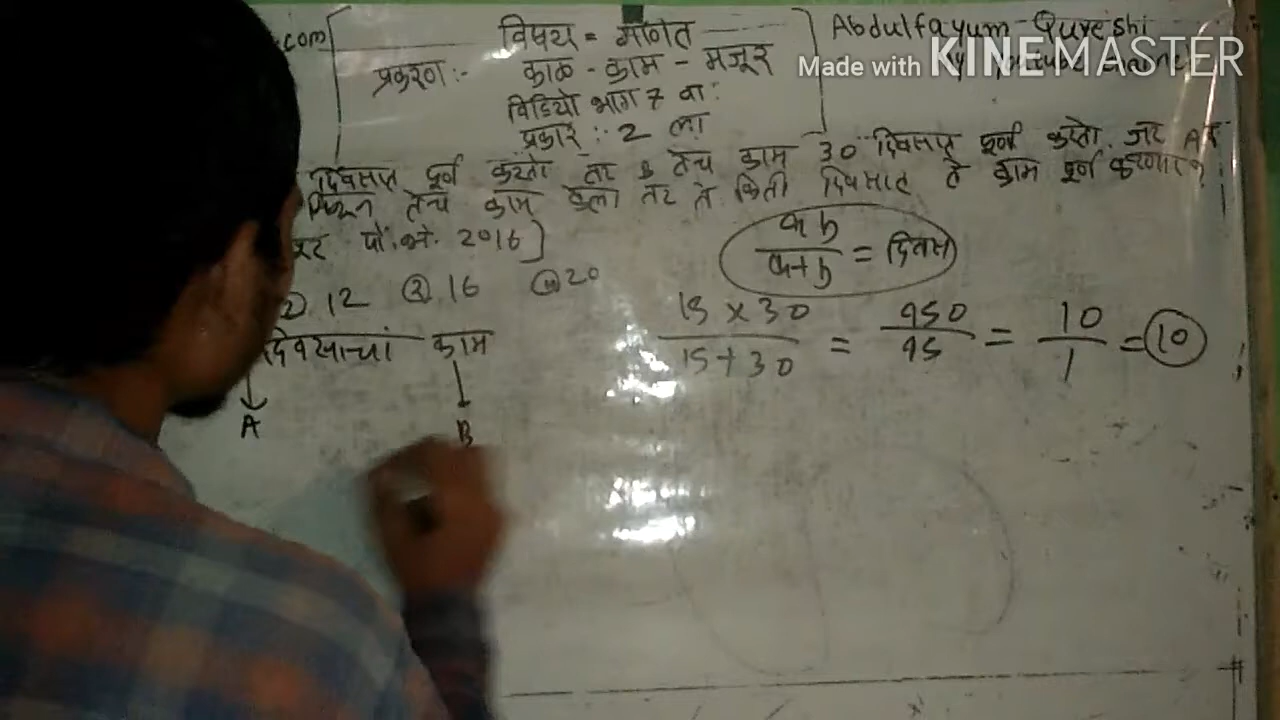 .com
विषय = गणित
प्रकरण :- काळ - काम - मजूर
विडियो भाग 7 वा :
प्रकार :- 2 ला
Abdulfayum - Qureshi
Made with KINEMASTER
दिवसात पूर्ण करतो तर B तेच काम 30 दिवसात पूर्ण करतो. जर A व
मिळून तेच काम केला तर ते किती दिवसात ते काम पूर्ण करणार?
पो. भ. 2016]
2) 12 3) 16 20
ab
a+b = दिवस
दिवसाचा काम
A B
15 x 30
15 + 30 = 450
45 = 10
1 = 10